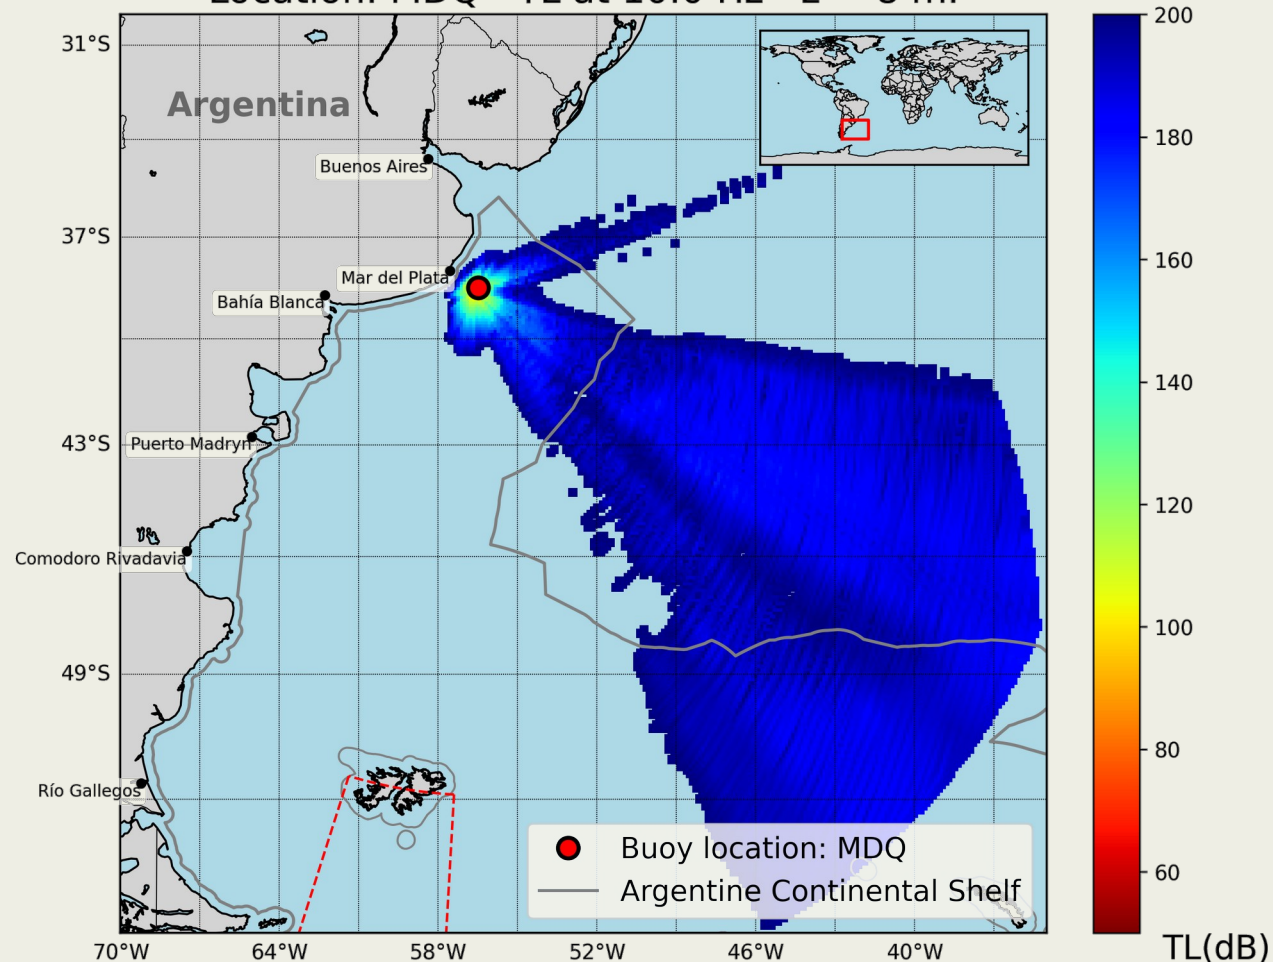 31°S
Argentina
Buenos Aires
37°S
Mar del Plata
Bahía Blanca
43°S
Puerto Madryn
Comodoro Rivadavia
49°S
Río Gallegos
Buoy location: MDQ
Argentine Continental Shelf
70°W 64°W 58°W 52°W 46°W 40°W
200
180
160
140
120
100
80
60
TL(dB)